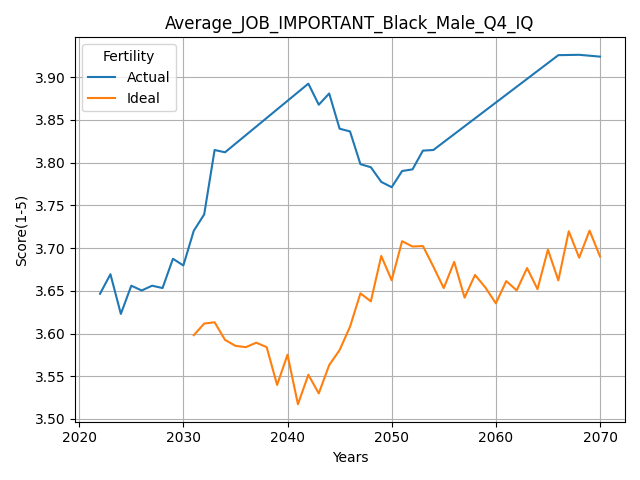 Average_JOB_IMPORTANT_Black_Male_Q4_IQ
Fertility
Actual
Ideal
Score(1-5)
3.90
3.85
3.80
3.75
3.70
3.65
3.60
3.55
3.50
2020 2030 2040 2050 2060 2070
Years